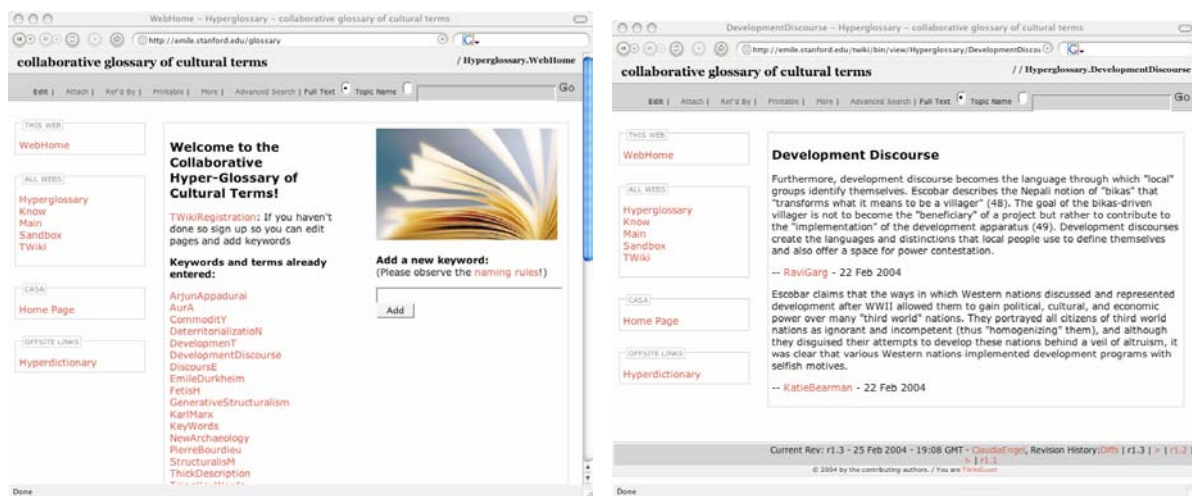 WebHome – Hyperglossary – collaborative glossary of cultural terms
http://emile.stanford.edu/glossary
collaborative glossary of cultural terms
/ Hyperglossary.WebHome
Edit | Attach | Ref'd By | Printable | More | Advanced Search | Full Text Topic Name Go
THIS WEB
WebHome
ALL WEBS
Hyperglossary
Know
Main
Sandbox
TWiki
CASA
Home Page
OFFSITE LINKS
Hyperdictionary
Welcome to the
Collaborative
Hyper-Glossary of
Cultural Terms!
TWikiRegistration: If you haven't
done so sign up so you can edit
pages and add keywords
Keywords and terms already
entered:
ArjunAppadurai
AurA
CommoditY
DeterritorializatioN
DevelopmenT
DevelopmentDiscourse
DiscoursE
EmileDurkheim
FetisH
GenerativeStructuralism
KarlMarx
KeyWords
NewArchaeology
PierreBourdieu
StructuralisM
ThickDescription
Add a new keyword:
(Please observe the naming rules!)
Add
Done
DevelopmentDiscourse – Hyperglossary – collaborative glossary of cultural terms
http://emile.stanford.edu/twiki/bin/view/Hyperglossary/DevelopmentDiscou
collaborative glossary of cultural terms
/ / Hyperglossary.DevelopmentDiscourse
Edit | Attach | Ref'd By | Printable | More | Advanced Search | Full Text Topic Name Go
THIS WEB
WebHome
ALL WEBS
Hyperglossary
Know
Main
Sandbox
TWiki
CASA
Home Page
OFFSITE LINKS
Hyperdictionary
Development Discourse
Furthermore, development discourse becomes the language through which "local"
groups identify themselves. Escobar describes the Nepali notion of "bikas" that
"transforms what it means to be a villager" (48). The goal of the bikas-driven
villager is not to become the "beneficiary" of a project but rather to contribute to
the "implementation" of the development apparatus (49). Development discourses
create the languages and distinctions that local people use to define themselves
and also offer a space for power contestation.
-- RaviGarg - 22 Feb 2004
Escobar claims that the ways in which Western nations discussed and represented
development after WWII allowed them to gain political, cultural, and economic
power over many "third world" nations. They portrayed all citizens of third world
nations as ignorant and incompetent (thus "homogenizing" them), and although
they disguised their attempts to develop these nations behind a veil of altruism, it
was clear that various Western nations implemented development programs with
selfish motives.
-- KatieBearman - 22 Feb 2004
Current Rev: r1.3 - 25 Feb 2004 - 19:08 GMT - ClaudiaEngel, Revision History:Diffs | r1.3 | > | r1.2 |
> | r1.1
© 2004 by the contributing authors. / You are TWikiGuest
Done